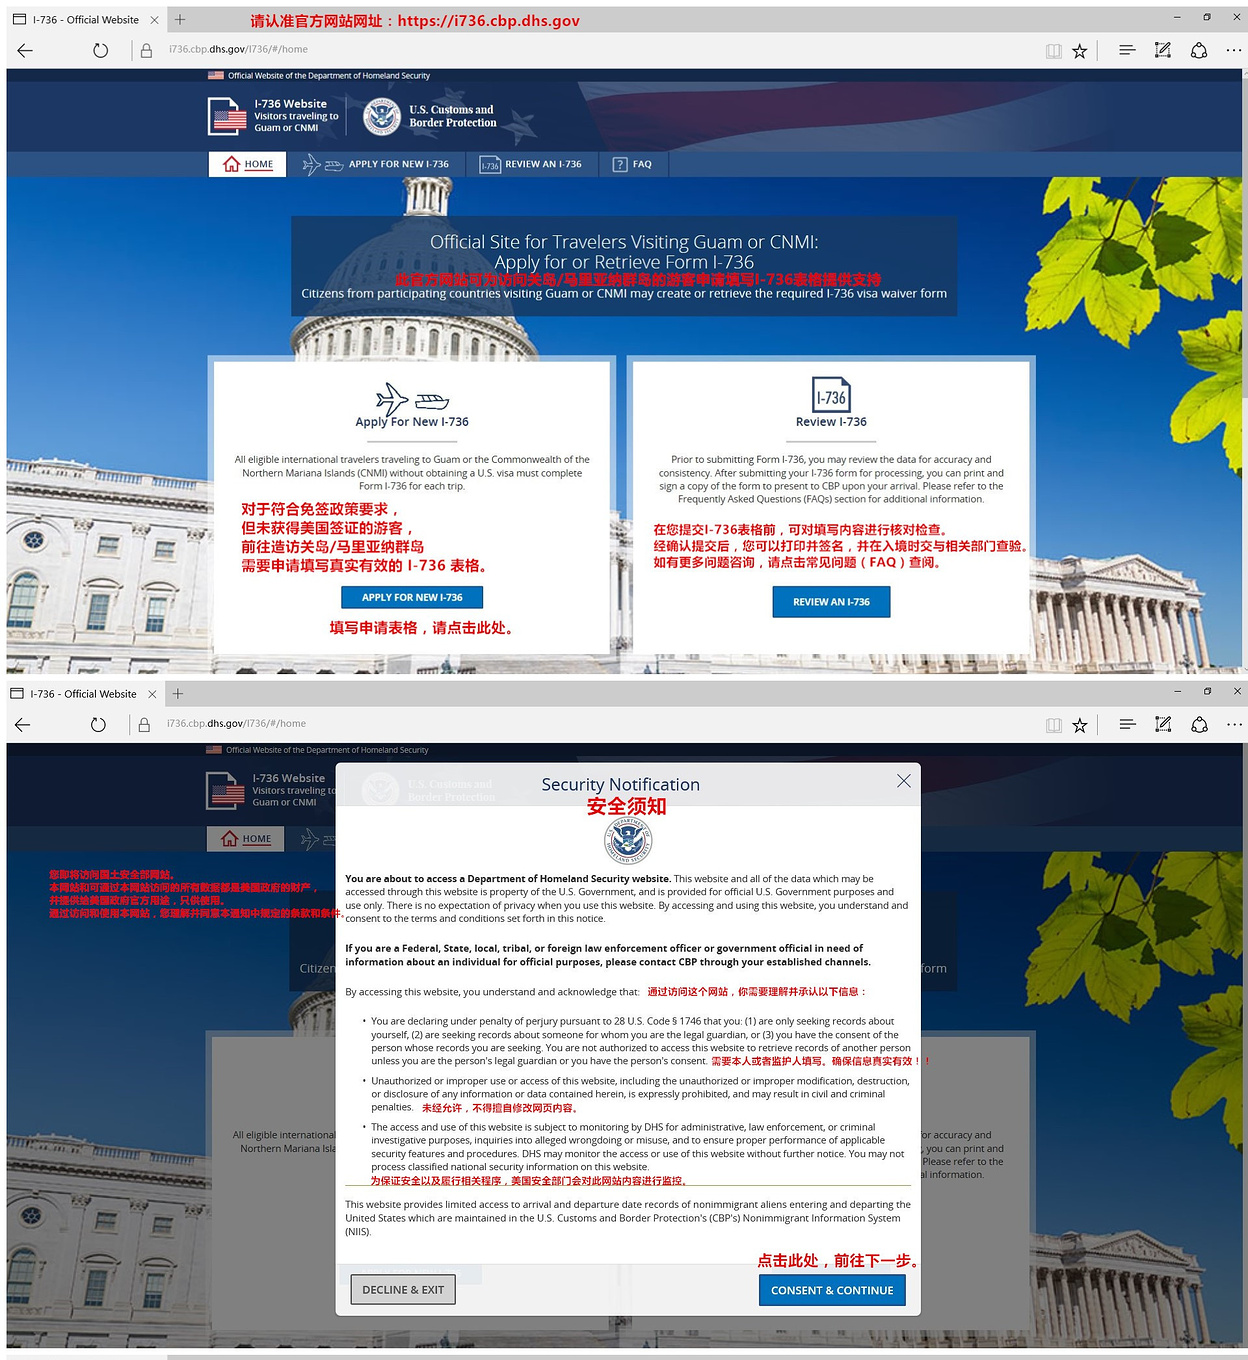 I-736 - Official Website
请认准官方网站网址：https://i736.cbp.dhs.gov
i736.cbp.dhs.gov/I736/#/home
Official Website of the Department of Homeland Security
I-736 Website
Visitors traveling to
Guam or CNMI
U.S. Customs and
Border Protection
HOME
APPLY FOR NEW I-736
I-736
REVIEW AN I-736
FAQ
Official Site for Travelers Visiting Guam or CNMI:
Apply for or Retrieve Form I-736
此官方网站可为访问关岛/马里亚纳群岛的游客申请填写I-736表格提供支持
Citizens from participating countries visiting Guam or CNMI may create or retrieve the required I-736 visa waiver form
Apply For New I-736
All eligible international travelers traveling to Guam or the Commonwealth of the
Northern Mariana Islands (CNMI) without obtaining a U.S. visa must complete
Form I-736 for each trip.
对于符合免签政策要求，
但未获得美国签证的游客，
前往造访关岛/马里亚纳群岛
需要申请填写真实有效的 I-736 表格。
APPLY FOR NEW I-736
填写申请表格，请点击此处。
I-736
Review I-736
Prior to submitting Form I-736, you may review the data for accuracy and
consistency. After submitting your I-736 form for processing, you can print and
sign a copy of the form to present to CBP upon your arrival. Please refer to the
Frequently Asked Questions (FAQs) section for additional information.
在您提交I-736表格前，可对填写内容进行核对检查。
经确认提交后，您可以打印并签名，并在入境时交与相关部门查验。
如有更多问题咨询，请点击常见问题（FAQ）查阅。
REVIEW AN I-736
I-736 - Official Website
i736.cbp.dhs.gov/I736/#/home
Official Website of the Department of Homeland Security
I-736 Website
Visitors traveling to
Guam or CNMI
U.S. Customs and
Border Protection
HOME
您即将访问国土安全部网站。
本网站和可通过本网站访问的所有数据都是美国政府的财产，
并提供给美国政府官方用途，只供使用。
通过访问和使用本网站，您理解并同意本通知中规定的条款和条件。
Citizen
form
All eligible international
Northern Mariana Isla
for accuracy and
, you can print and
Please refer to the
al information.
Security Notification
安全须知
You are about to access a Department of Homeland Security website. This website and all of the data which may be
accessed through this website is property of the U.S. Government, and is provided for official U.S. Government purposes and
use only. There is no expectation of privacy when you use this website. By accessing and using this website, you understand and
consent to the terms and conditions set forth in this notice.
If you are a Federal, State, local, tribal, or foreign law enforcement officer or government official in need of
information about an individual for official purposes, please contact CBP through your established channels.
By accessing this website, you understand and acknowledge that: 通过访问这个网站，你需要理解并承认以下信息：
• You are declaring under penalty of perjury pursuant to 28 U.S. Code § 1746 that you: (1) are only seeking records about
yourself, (2) are seeking records about someone for whom you are the legal guardian, or (3) you have the consent of the
person whose records you are seeking. You are not authorized to access this website to retrieve records of another person
unless you are the person's legal guardian or you have the person's consent. 需要本人或者监护人填写。确保信息真实有效！！
• Unauthorized or improper use or access of this website, including the unauthorized or improper modification, destruction,
or disclosure of any information or data contained herein, is expressly prohibited, and may result in civil and criminal
penalties. 未经允许，不得擅自修改网页内容。
• The access and use of this website is subject to monitoring by DHS for administrative, law enforcement, or criminal
investigative purposes, inquiries into alleged wrongdoing or misuse, and to ensure proper performance of applicable
security features and procedures. DHS may monitor the access or use of this website without further notice. You may not
process classified national security information on this website.
为保证安全以及履行相关程序，美国安全部门会对此网站内容进行监控。
This website provides limited access to arrival and departure date records of nonimmigrant aliens entering and departing the
United States which are maintained in the U.S. Customs and Border Protection's (CBP's) Nonimmigrant Information System
(NIIS).
点击此处，前往下一步。
DECLINE & EXIT
CONSENT & CONTINUE